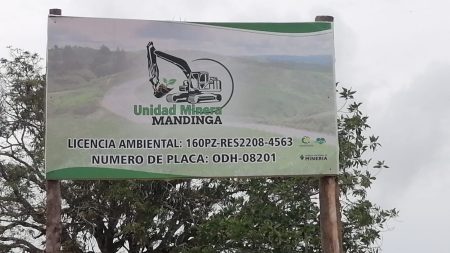 Unidad Minera
MANDINGA
LICENCIA AMBIENTAL: 160PZ-RES2208-4563
NUMERO DE PLACA: ODH-08201
MINERÍA